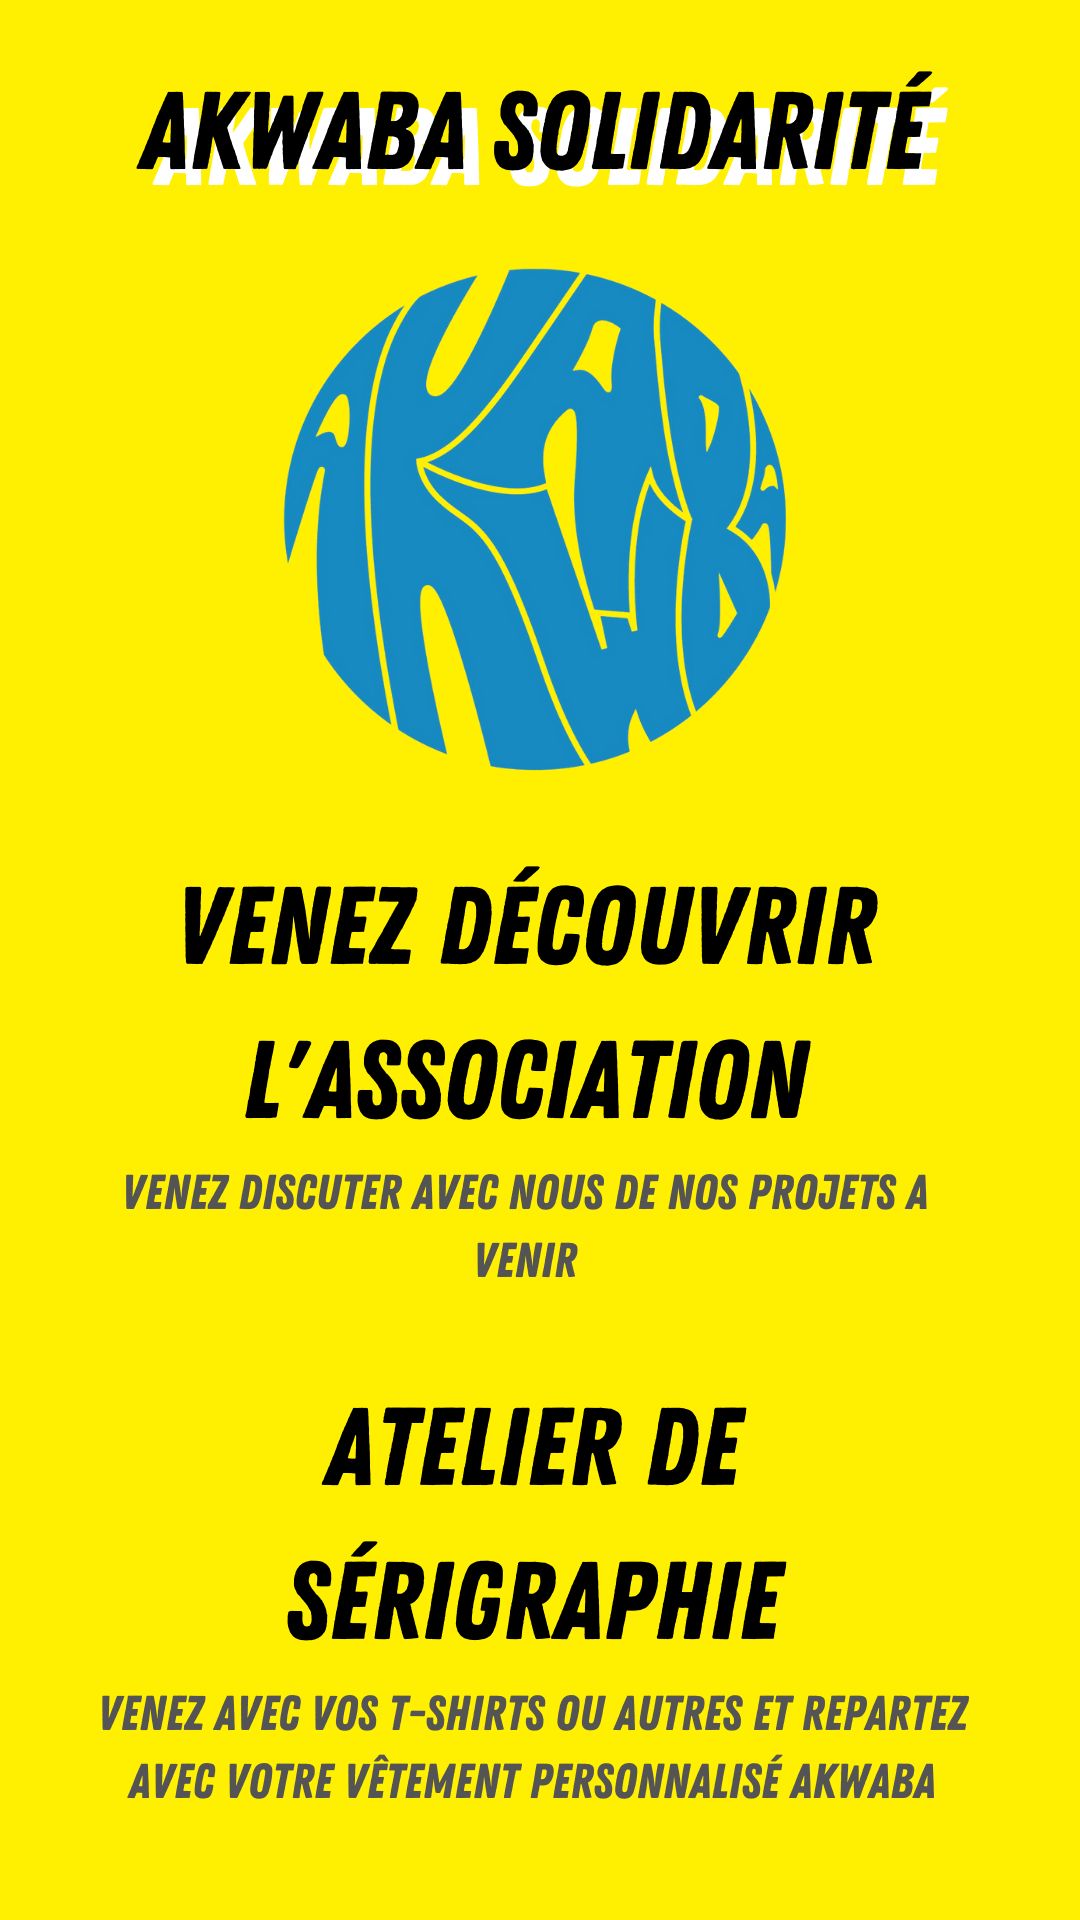 AKWABA SOLIDARITÉ
AKWABA
VENEZ DÉCOUVRIR
L'ASSOCIATION
VENEZ DISCUTER AVEC NOUS DE NOS PROJETS A
VENIR
ATELIER DE
SÉRIGRAPHIE
VENEZ AVEC VOS T-SHIRTS OU AUTRES ET REPARTEZ
AVEC VOTRE VÊTEMENT PERSONNALISÉ AKWABA